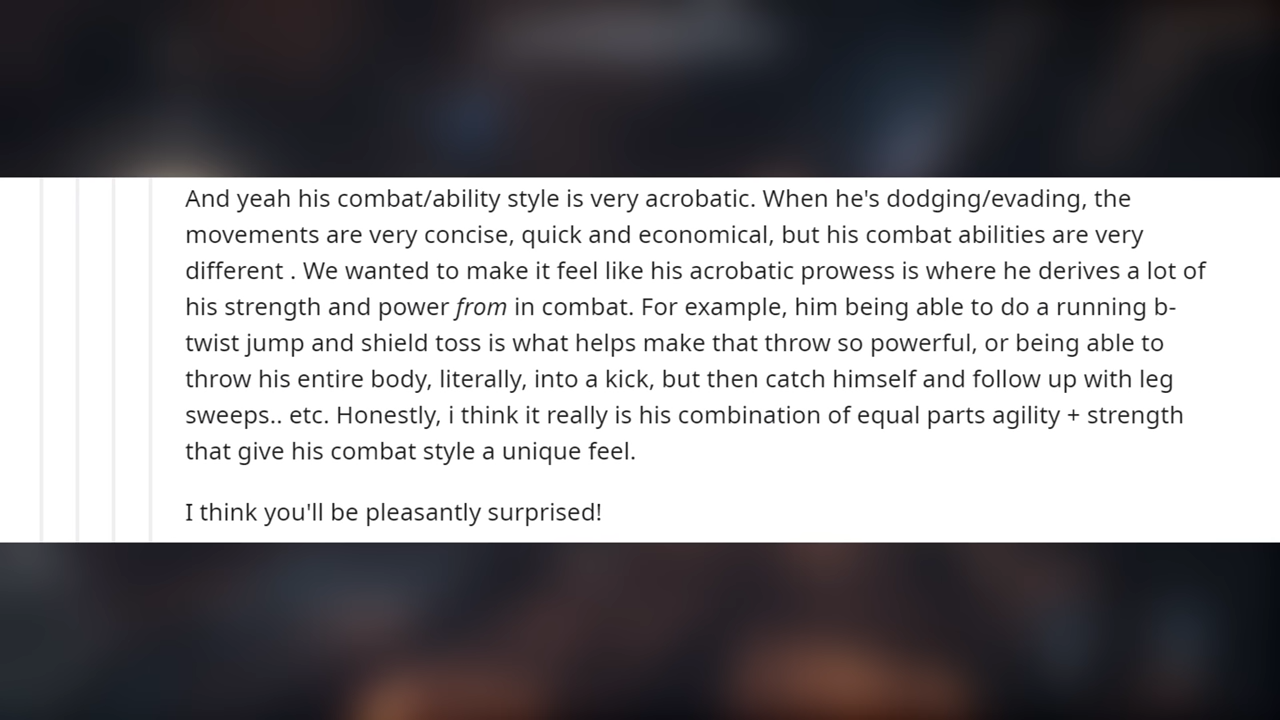 And yeah his combat/ability style is very acrobatic. When he's dodging/evading, the
movements are very concise, quick and economical, but his combat abilities are very
different . We wanted to make it feel like his acrobatic prowess is where he derives a lot of
his strength and power from in combat. For example, him being able to do a running b-
twist jump and shield toss is what helps make that throw so powerful, or being able to
throw his entire body, literally, into a kick, but then catch himself and follow up with leg
sweeps.. etc. Honestly, i think it really is his combination of equal parts agility + strength
that give his combat style a unique feel.
I think you'll be pleasantly surprised!